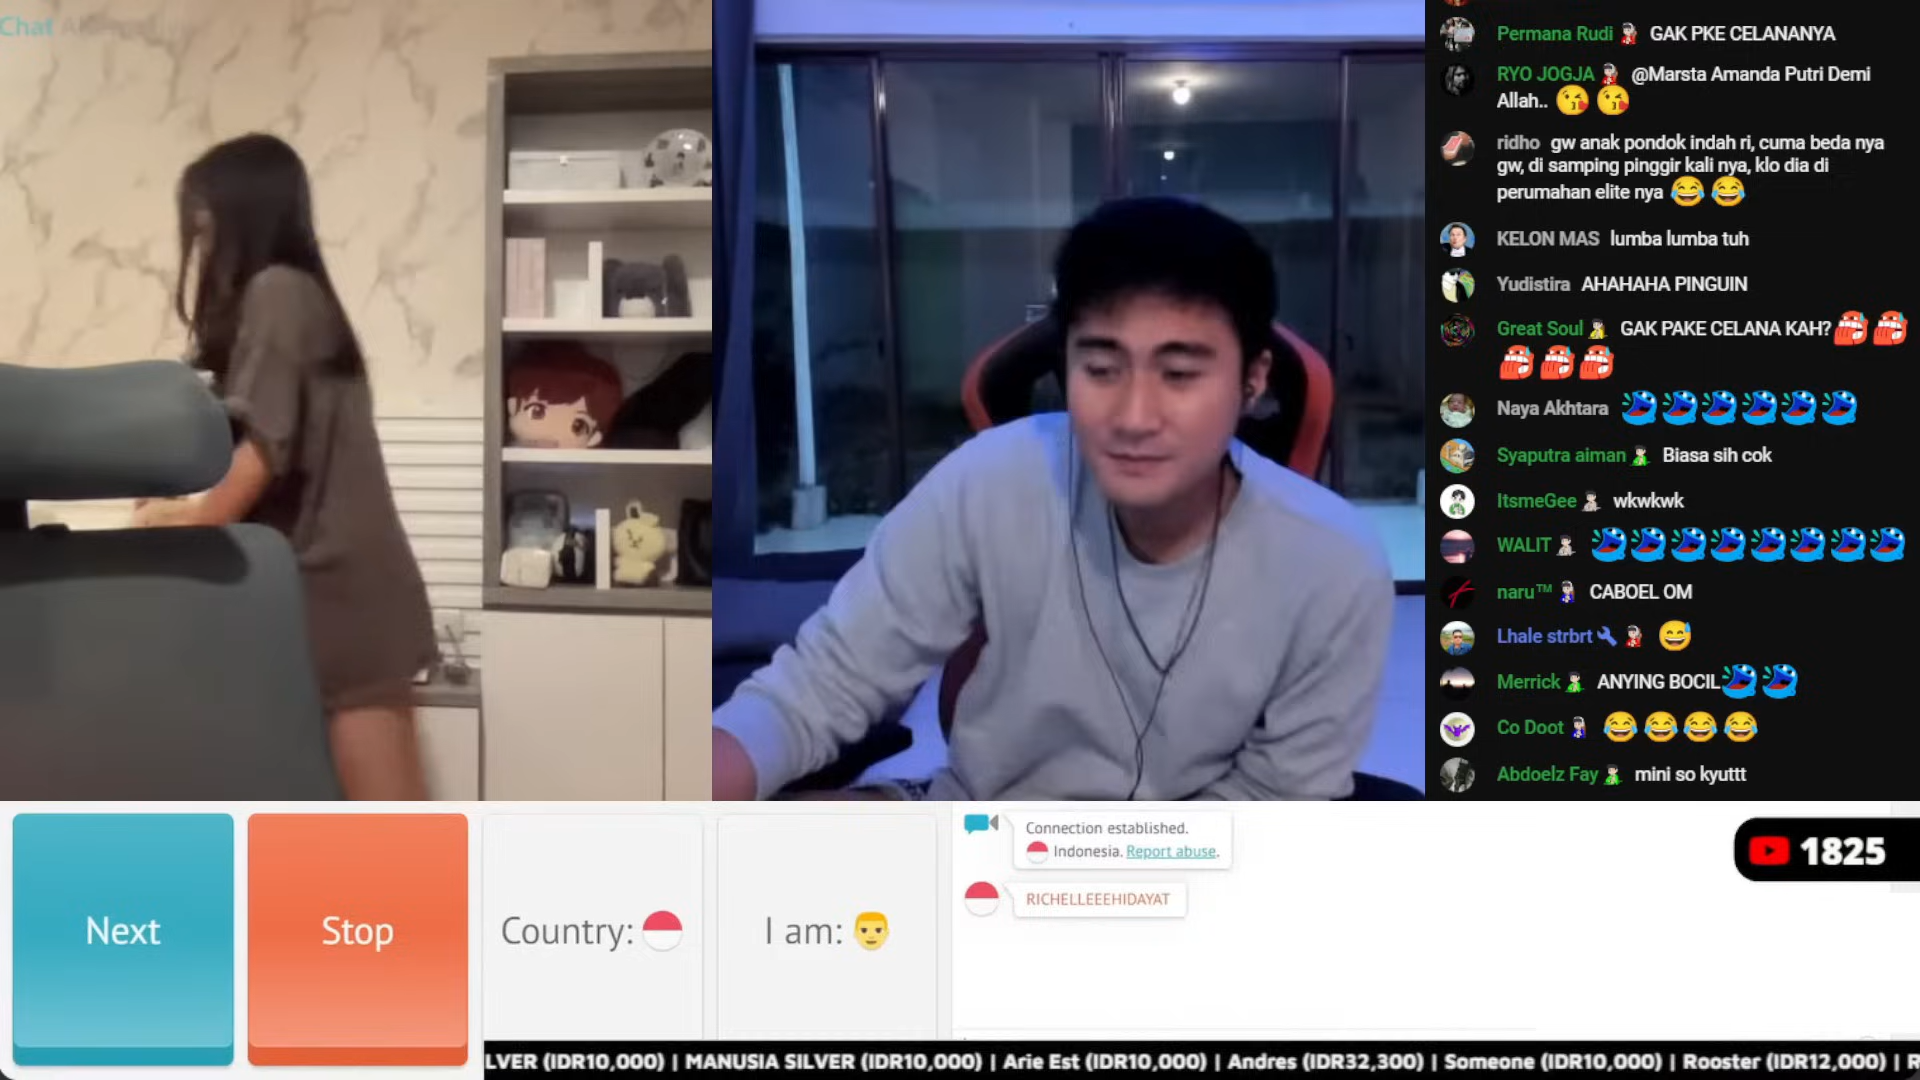 Chat
Permana Rudi GAK PKE CELANANYA
RYO JOGJA @Marsta Amanda Putri Demi
Allah..
ridho gw anak pondok indah ri, cuma beda nya
gw, di samping pinggir kali nya, klo dia di
perumahan elite nya
KELON MAS lumba lumba tuh
Yudistira AHAHAHA PINGUIN
Great Soul GAK PAKE CELANA KAH?
Naya Akhtara
Syaputra aiman Biasa sih cok
ItsmeGee wkwkwk
WALIT
naru™ CABOEL OM
Lhale strbrt
Merrick ANYING BOCIL
Co Doot
Abdoelz Fay mini so kyuttt
Next
Stop
Country:
I am:
Connection established.
Indonesia. Report abuse.
RICHELLEEEHIDAYAT
1825
LVER (IDR10,000) | MANUSIA SILVER (IDR10,000) | Arie Est (IDR10,000) | Andres (IDR32,300) | Someone (IDR10,000) | Rooster (IDR12,000) | R